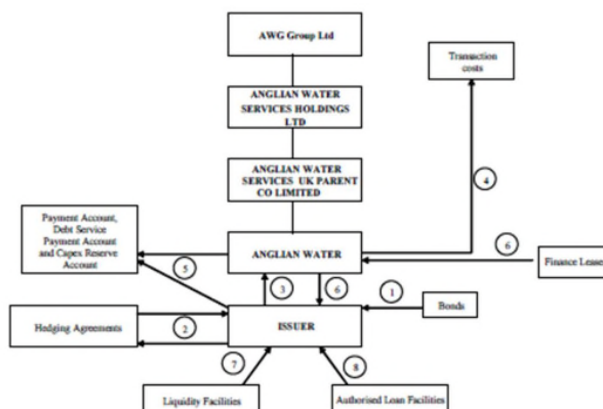 AWG Group Ltd
Transaction
costs
ANGLIAN WATER
SERVICES HOLDINGS
LTD
ANGLIAN WATER
SERVICES UK PARENT
CO LIMITED
4
Payment Account,
Debt Service
Payment Account
and Capex Reserve
Account
ANGLIAN WATER
6
Finance Leases
5
3
6
1
Bonds
Hedging Agreements
2
ISSUER
7
8
Liquidity Facilities
Authorised Loan Facilities